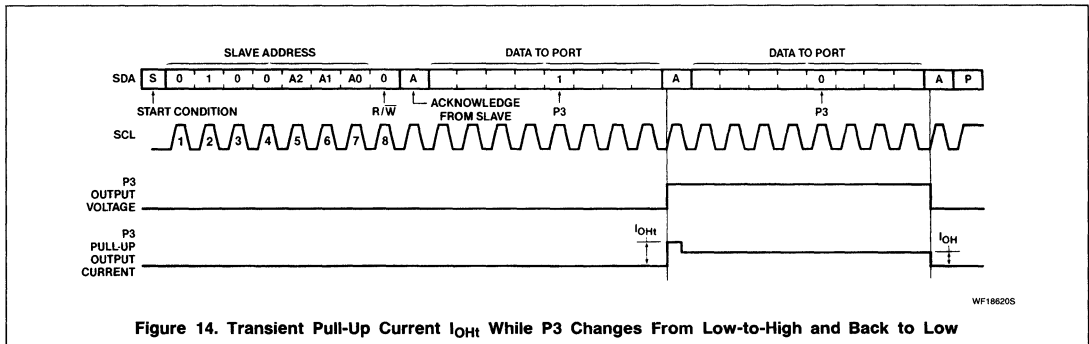 SLAVE ADDRESS DATA TO PORT DATA TO PORT
SDA S 0 1 0 0 A2 A1 A0 0 A 1 A 0 A P
START CONDITION R/W̅ ACKNOWLEDGE FROM SLAVE P3 P3
SCL 1 2 3 4 5 6 7 8
P3
OUTPUT
VOLTAGE
P3
PULL-UP
OUTPUT
CURRENT
IOHt
IOH
WF18620S
Figure 14. Transient Pull-Up Current IOHt While P3 Changes From Low-to-High and Back to Low